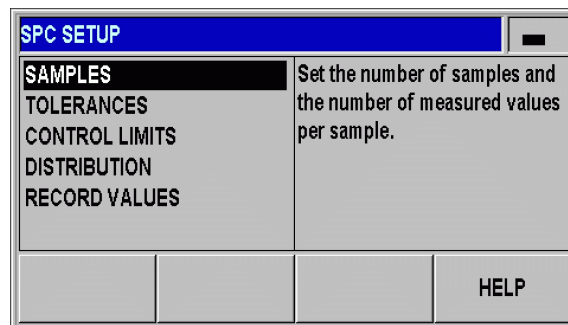 SPC SETUP
SAMPLES
TOLERANCES
CONTROL LIMITS
DISTRIBUTION
RECORD VALUES
Set the number of samples and
the number of measured values
per sample.
HELP